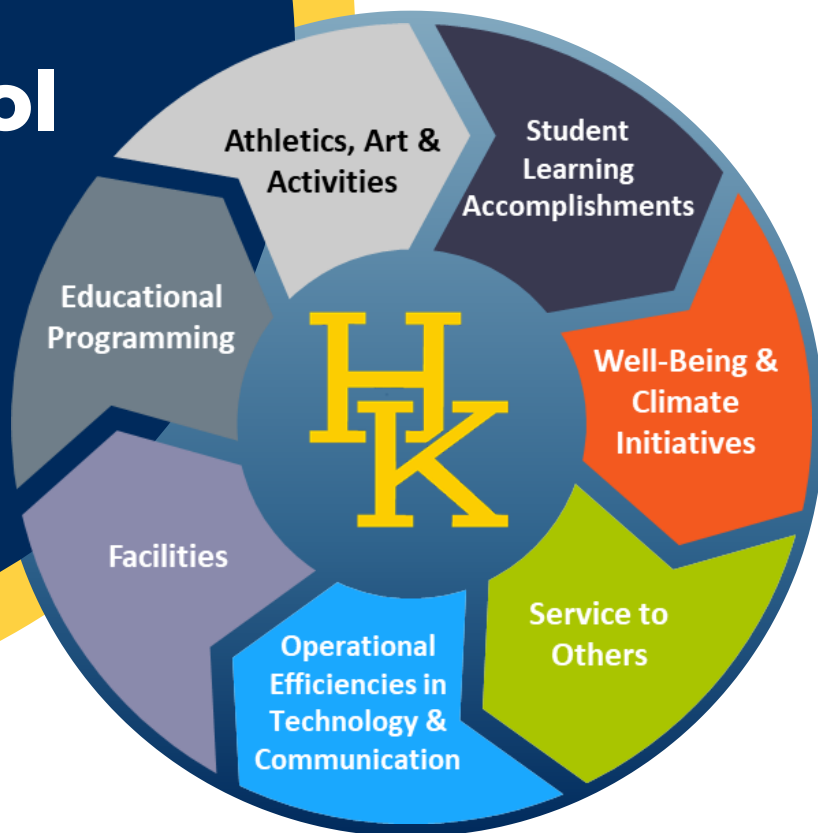 ol
Athletics, Art &
Activities
Student
Learning
Accomplishments
Well-Being &
Climate
Initiatives
Service to
Others
Operational
Efficiencies in
Technology &
Communication
Facilities
Educational
Programming
HK